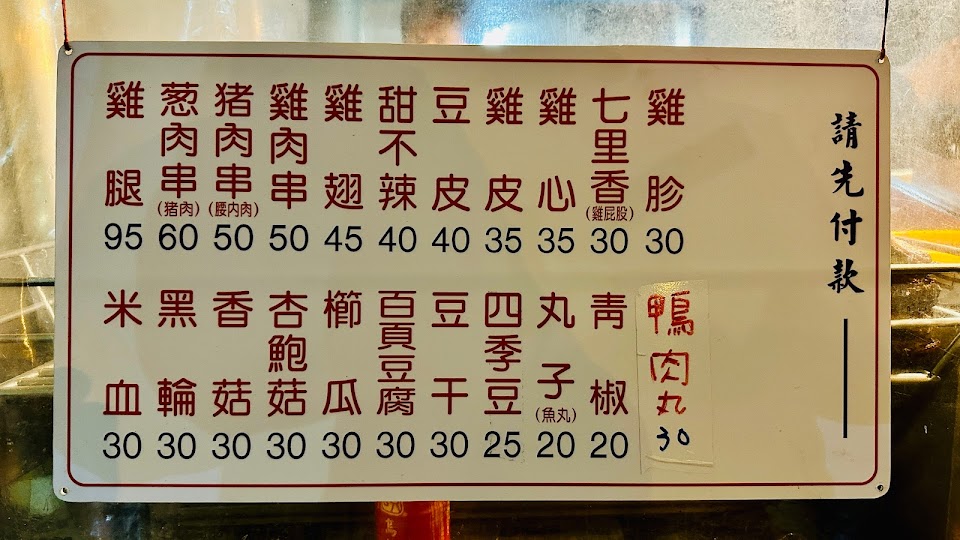 雞腿 95
葱肉串(豬肉) 60
豬肉串(腰內肉) 50
雞肉串 50
雞翅 45
甜不辣 40
豆皮 40
雞皮 35
雞心 35
七里香(雞屁股) 30
雞胗 30
米血 30
黑輪 30
香菇 30
杏鮑菇 30
櫛瓜 30
百頁豆腐 30
豆干 30
四季豆 25
丸子(魚丸) 20
青椒 20
鴨肉丸 30
請先付款